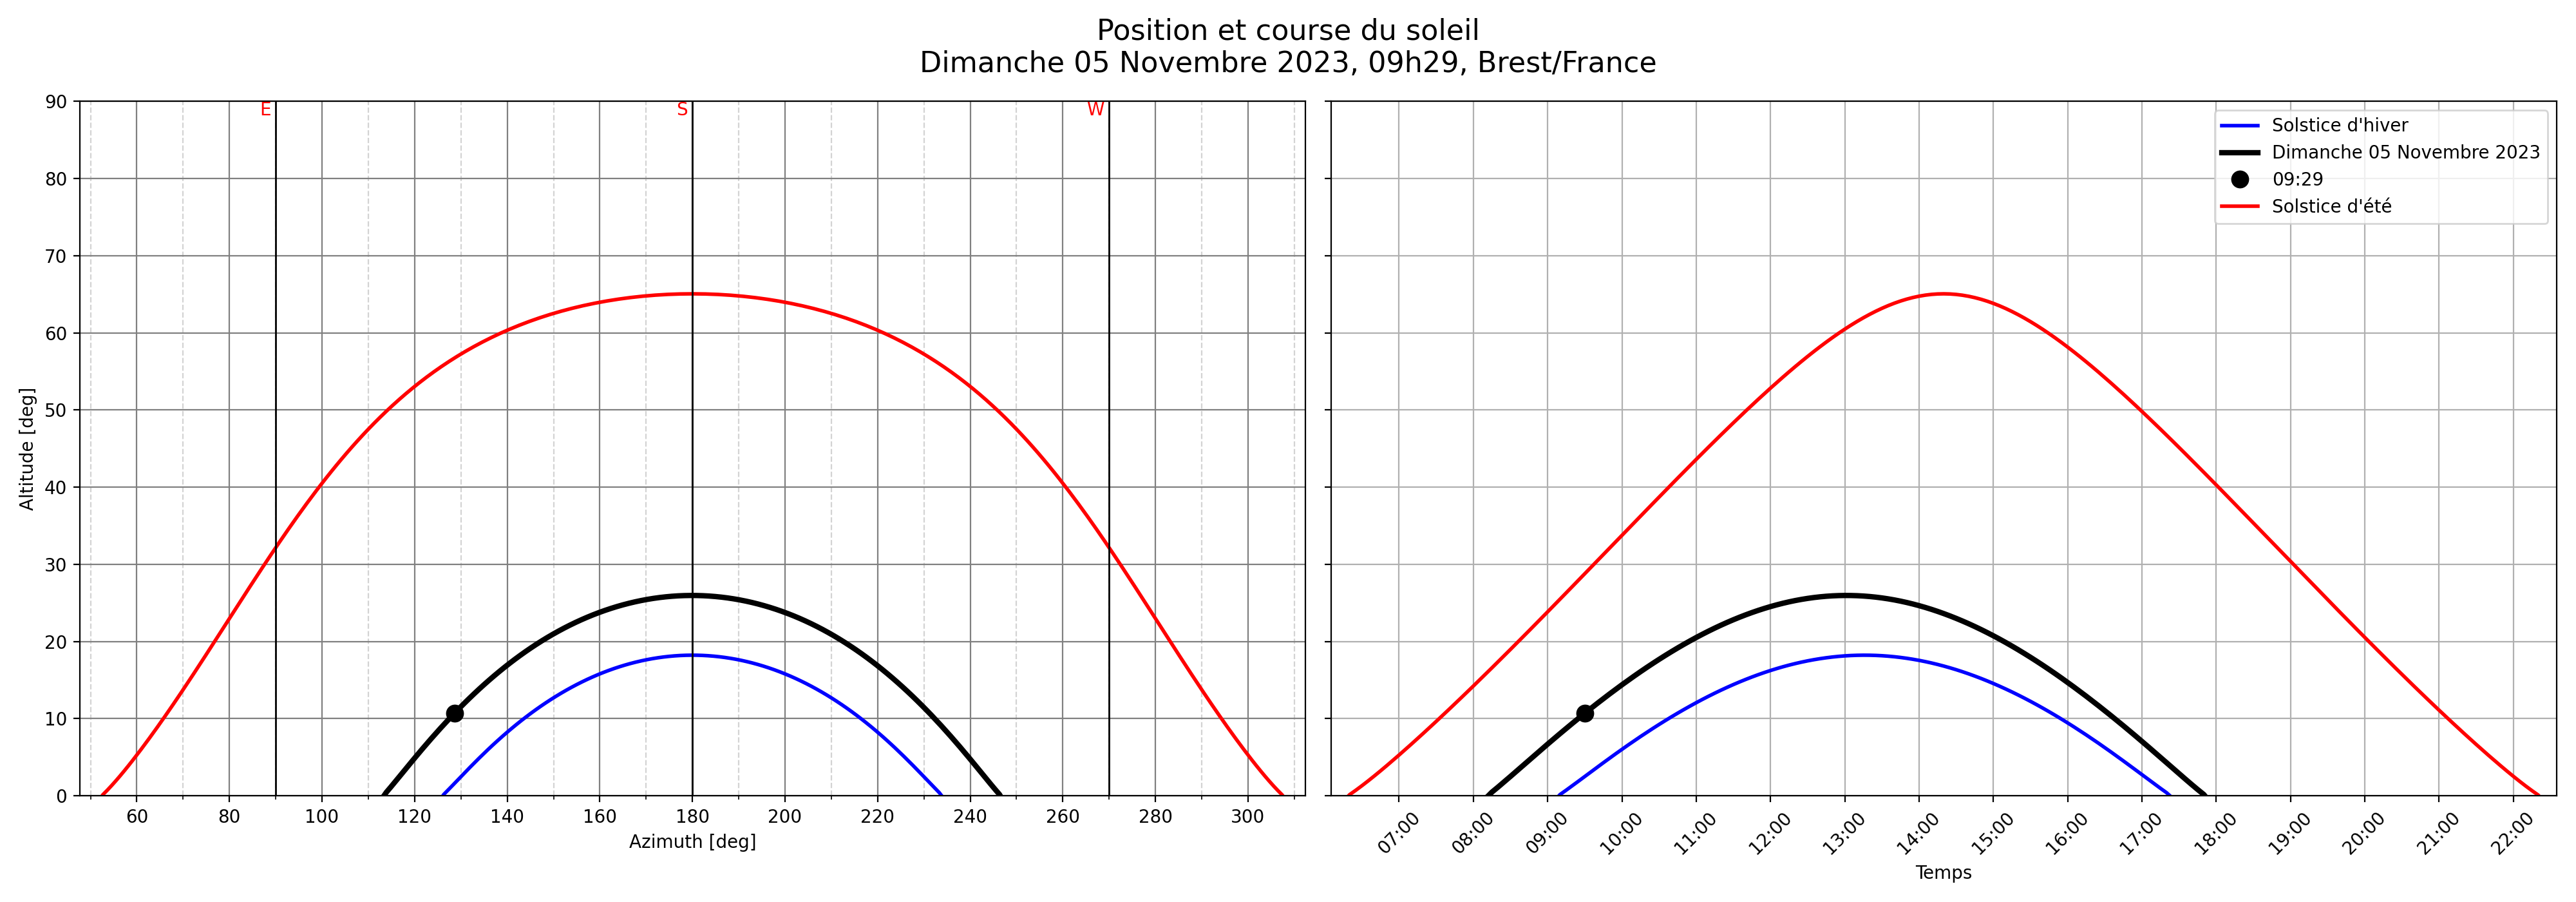 Position et course du soleil
Dimanche 05 Novembre 2023, 09h29, Brest/France
E
S
W
90
80
70
60
50
40
30
20
10
0
Altitude [deg]
60 80 100 120 140 160 180 200 220 240 260 280 300
Azimuth [deg]
Solstice d'hiver
Dimanche 05 Novembre 2023
09:29
Solstice d'été
07:00 08:00 09:00 10:00 11:00 12:00 13:00 14:00 15:00 16:00 17:00 18:00 19:00 20:00 21:00 22:00
Temps